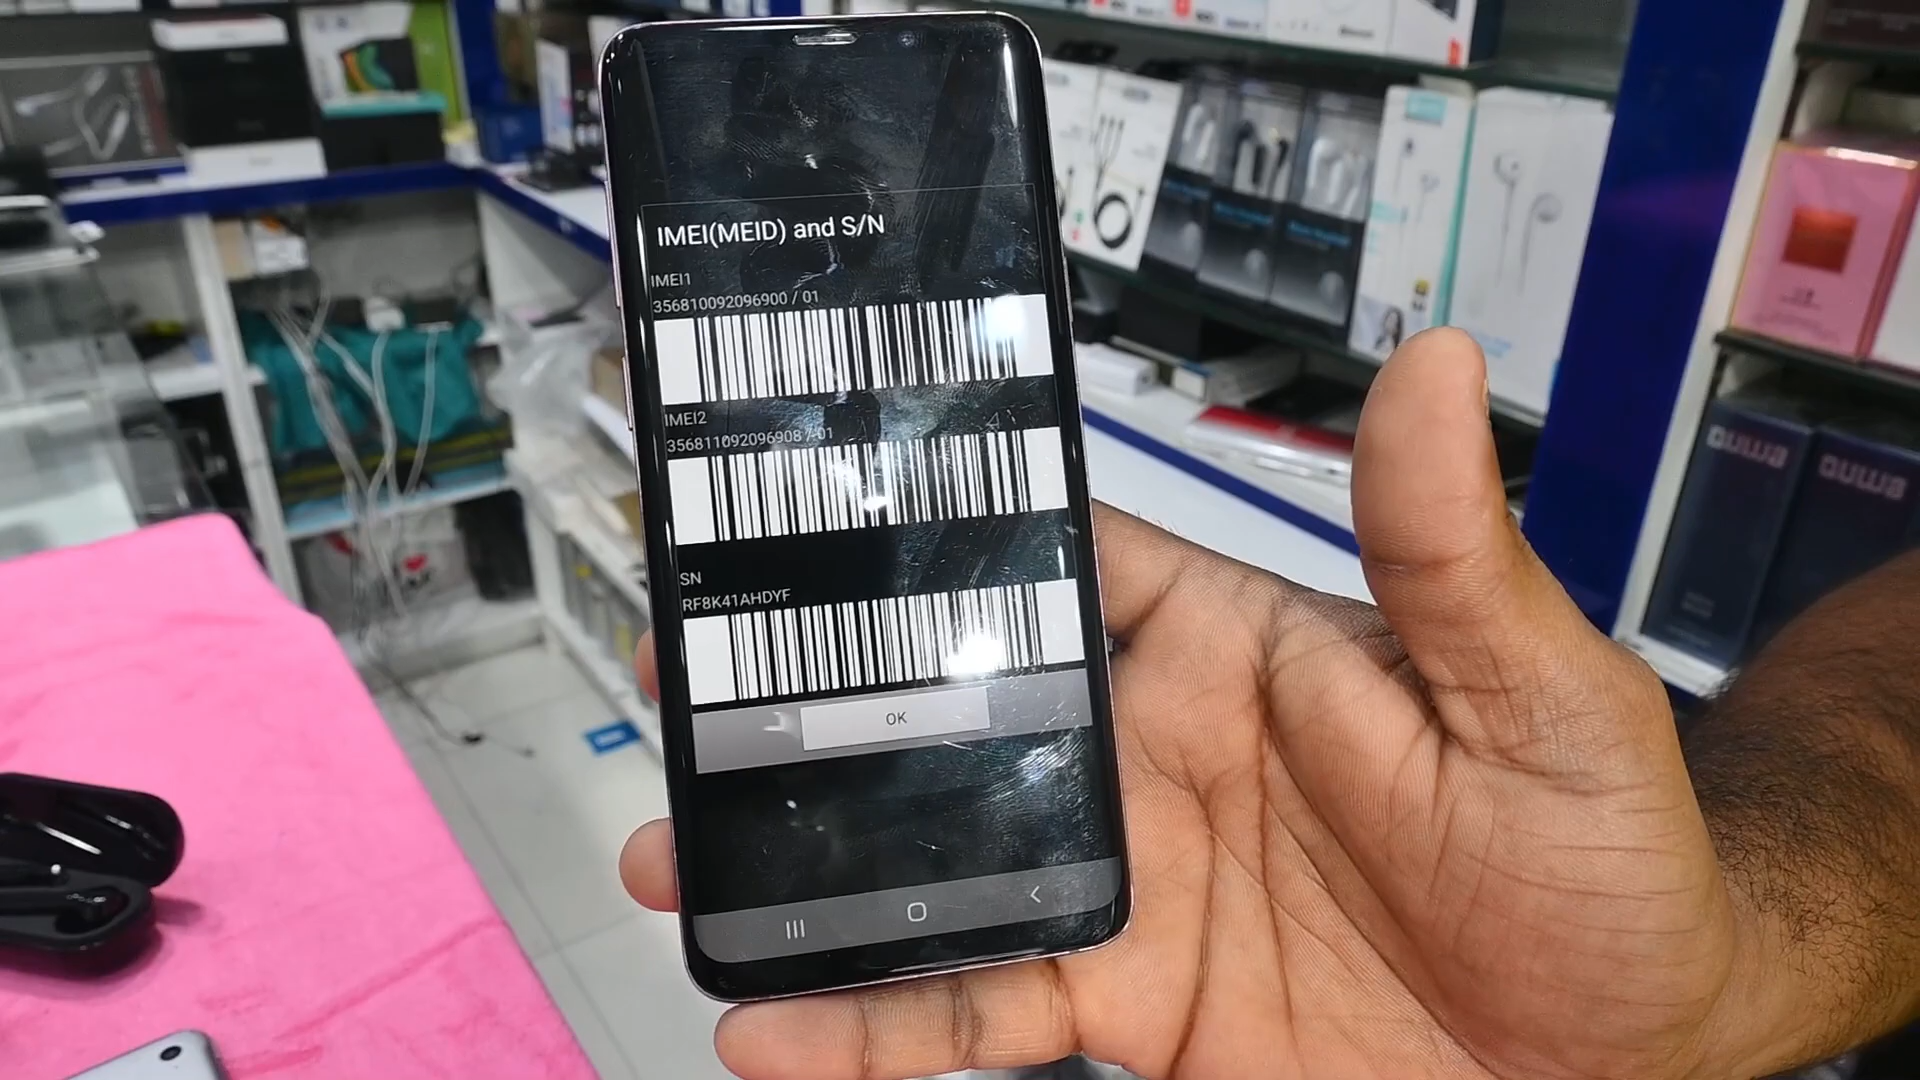 IMEI(MEID) and S/N
IMEI1
356810092096900 / 01
IMEI2
356811092096908 / 01
SN
RF8K41AHDYF
OK